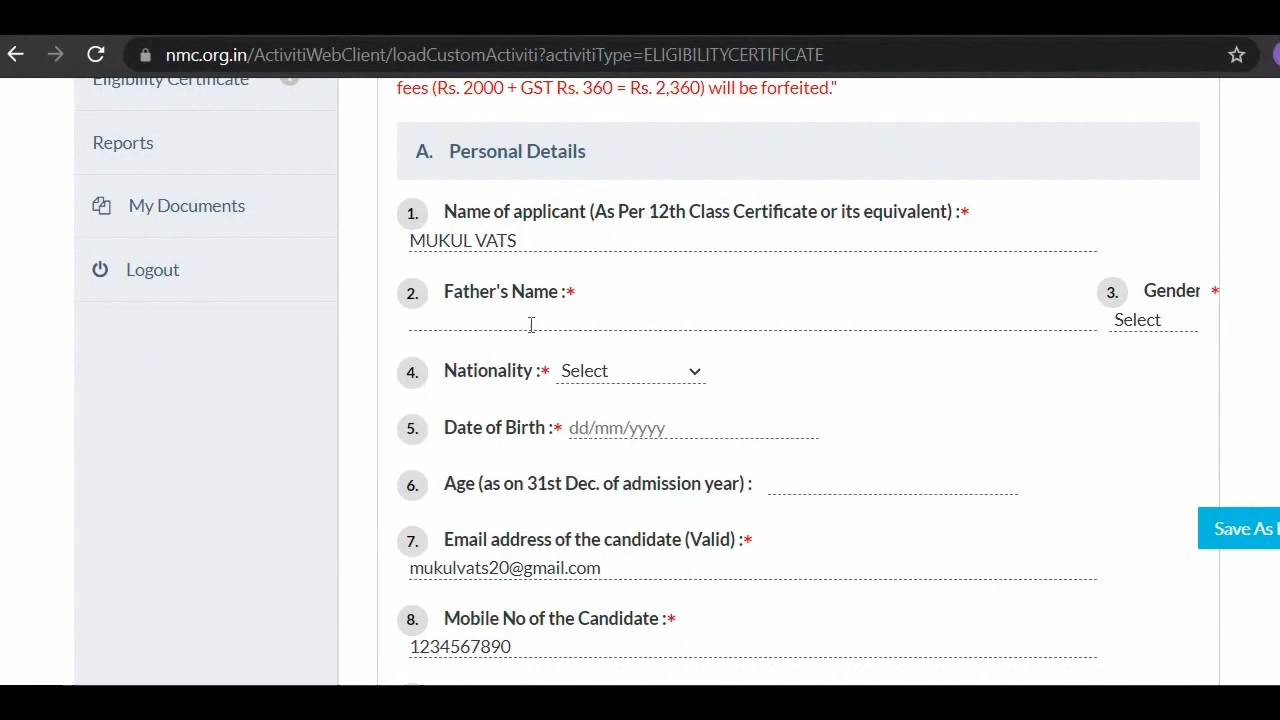 nmc.org.in/ActivitiWebClient/loadCustomActiviti?activitiType=ELIGIBILITYCERTIFICATE
Eligibility Certificate
Reports
My Documents
Logout
fees (Rs. 2000 + GST Rs. 360 = Rs. 2,360) will be forfeited."
A. Personal Details
1. Name of applicant (As Per 12th Class Certificate or its equivalent) :*
MUKUL VATS
2. Father's Name :*
3. Gender *
Select
4. Nationality :* Select
5. Date of Birth :* dd/mm/yyyy
6. Age (as on 31st Dec. of admission year) :
7. Email address of the candidate (Valid) :*
mukulvats20@gmail.com
Save As
8. Mobile No of the Candidate :*
1234567890